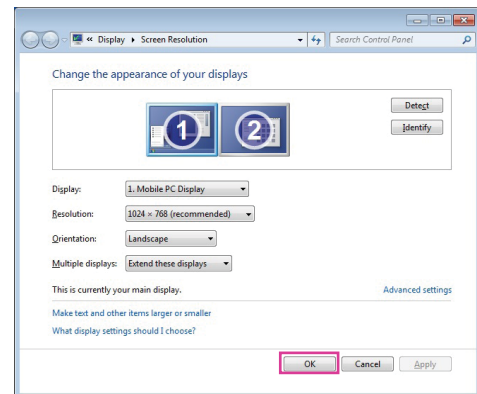 « Display ▸ Screen Resolution
Search Control Panel
Change the appearance of your displays
1
2
Detect
Identify
Display:
1. Mobile PC Display
Resolution:
1024 × 768 (recommended)
Orientation:
Landscape
Multiple displays:
Extend these displays
This is currently your main display.
Advanced settings
Make text and other items larger or smaller
What display settings should I choose?
OK
Cancel
Apply